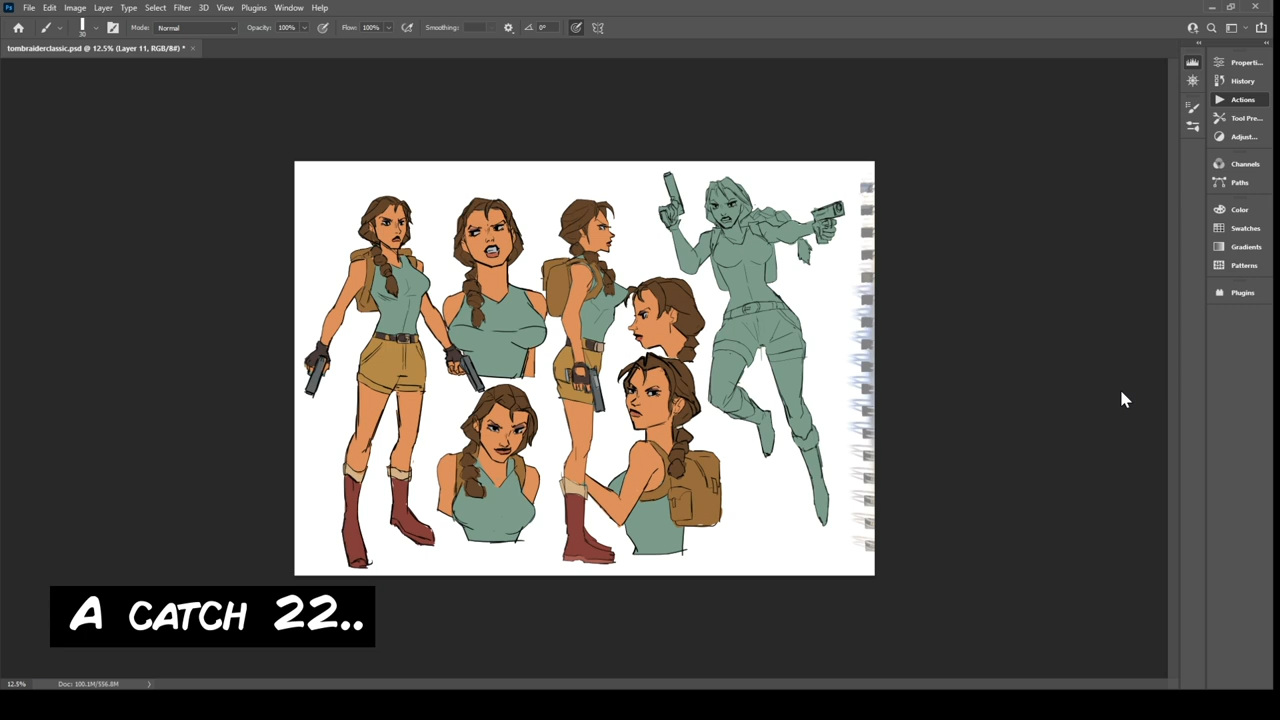 Ps File Edit Image Layer Type Select Filter 3D View Plugins Window Help
30 Mode: Normal Opacity: 100% Flow: 100% Smoothing: 0°
tombraiderclassic.psd @ 12.5% (Layer 11, RGB/8#) * ×
Properti...
History
Actions
Tool Pre...
Adjust...
Channels
Paths
Color
Swatches
Gradients
Patterns
Plugins
A CATCH 22..
12.5% Doc: 100.1M/556.8M